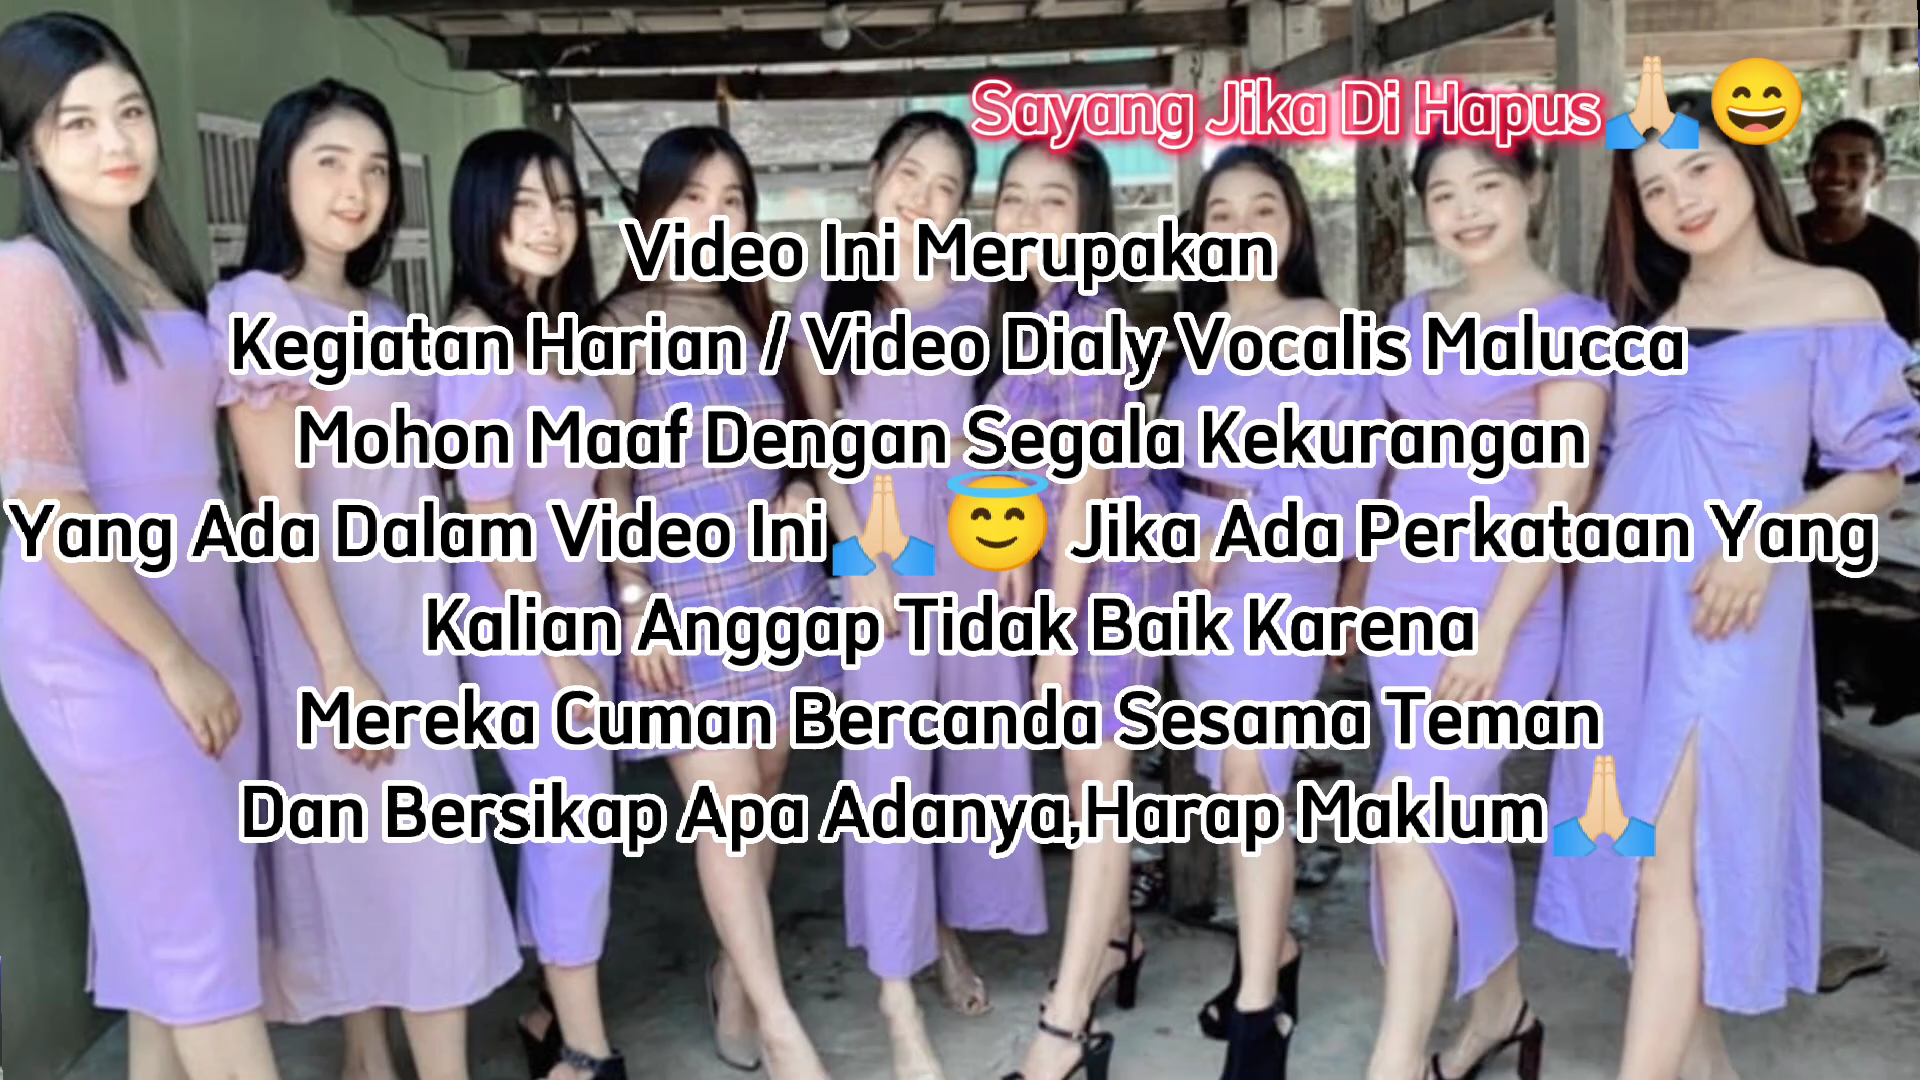 Sayang Jika Di Hapus🙏🏻😄
Video Ini Merupakan
Kegiatan Harian / Video Dialy Vocalis Malucca
Mohon Maaf Dengan Segala Kekurangan
Yang Ada Dalam Video Ini🙏🏻😇 Jika Ada Perkataan Yang
Kalian Anggap Tidak Baik Karena
Mereka Cuman Bercanda Sesama Teman
Dan Bersikap Apa Adanya,Harap Maklum🙏🏻